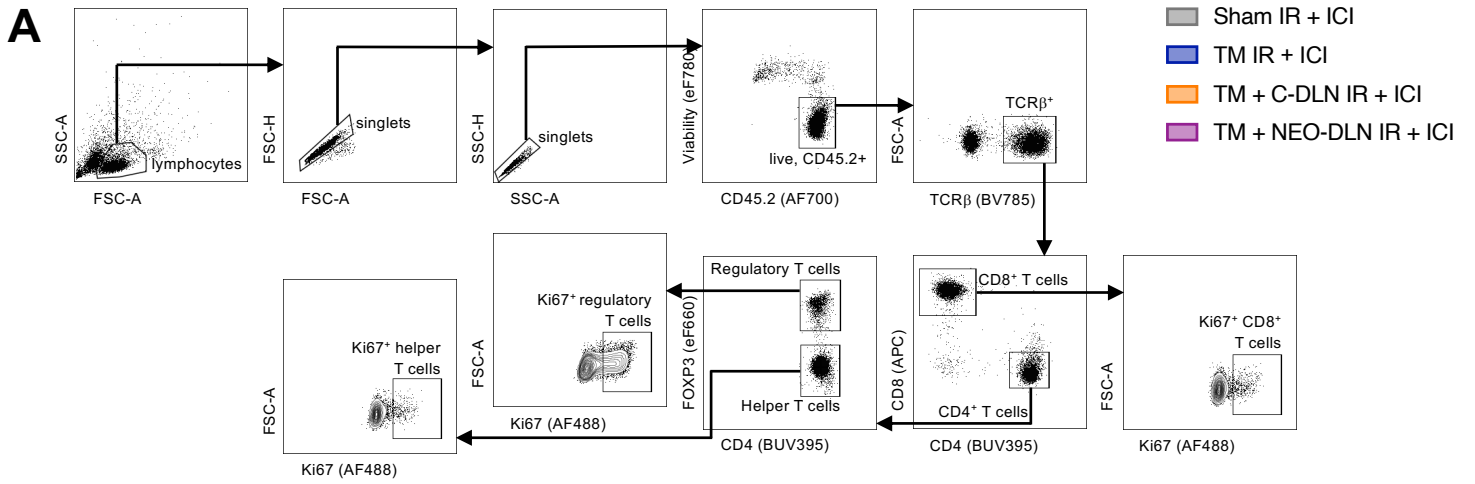 A
Sham IR + ICI
TM IR + ICI
TM + C-DLN IR + ICI
TM + NEO-DLN IR + ICI
SSC-A
lymphocytes
FSC-A
FSC-H
singlets
FSC-A
SSC-H
singlets
SSC-A
Viability (eF780)
live, CD45.2+
CD45.2 (AF700)
FSC-A
TCRβ⁺
TCRβ (BV785)
FSC-A
Ki67⁺ helper
T cells
Ki67 (AF488)
FSC-A
Ki67⁺ regulatory
T cells
Ki67 (AF488)
FOXP3 (eF660)
Regulatory T cells
Helper T cells
CD4 (BUV395)
CD8 (APC)
CD8⁺ T cells
CD4⁺ T cells
CD4 (BUV395)
FSC-A
Ki67⁺ CD8⁺
T cells
Ki67 (AF488)